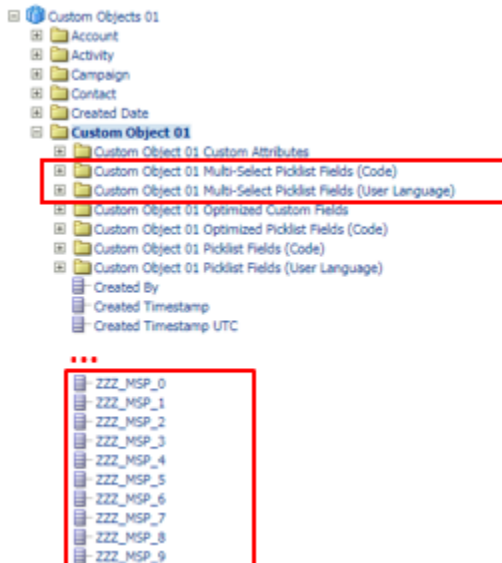 Custom Objects 01
Account
Activity
Campaign
Contact
Created Date
Custom Object 01
Custom Object 01 Custom Attributes
Custom Object 01 Multi-Select Picklist Fields (Code)
Custom Object 01 Multi-Select Picklist Fields (User Language)
Custom Object 01 Optimized Custom Fields
Custom Object 01 Optimized Picklist Fields (Code)
Custom Object 01 Picklist Fields (Code)
Custom Object 01 Picklist Fields (User Language)
Created By
Created Timestamp
Created Timestamp UTC
...
ZZZ_MSP_0
ZZZ_MSP_1
ZZZ_MSP_2
ZZZ_MSP_3
ZZZ_MSP_4
ZZZ_MSP_5
ZZZ_MSP_6
ZZZ_MSP_7
ZZZ_MSP_8
ZZZ_MSP_9